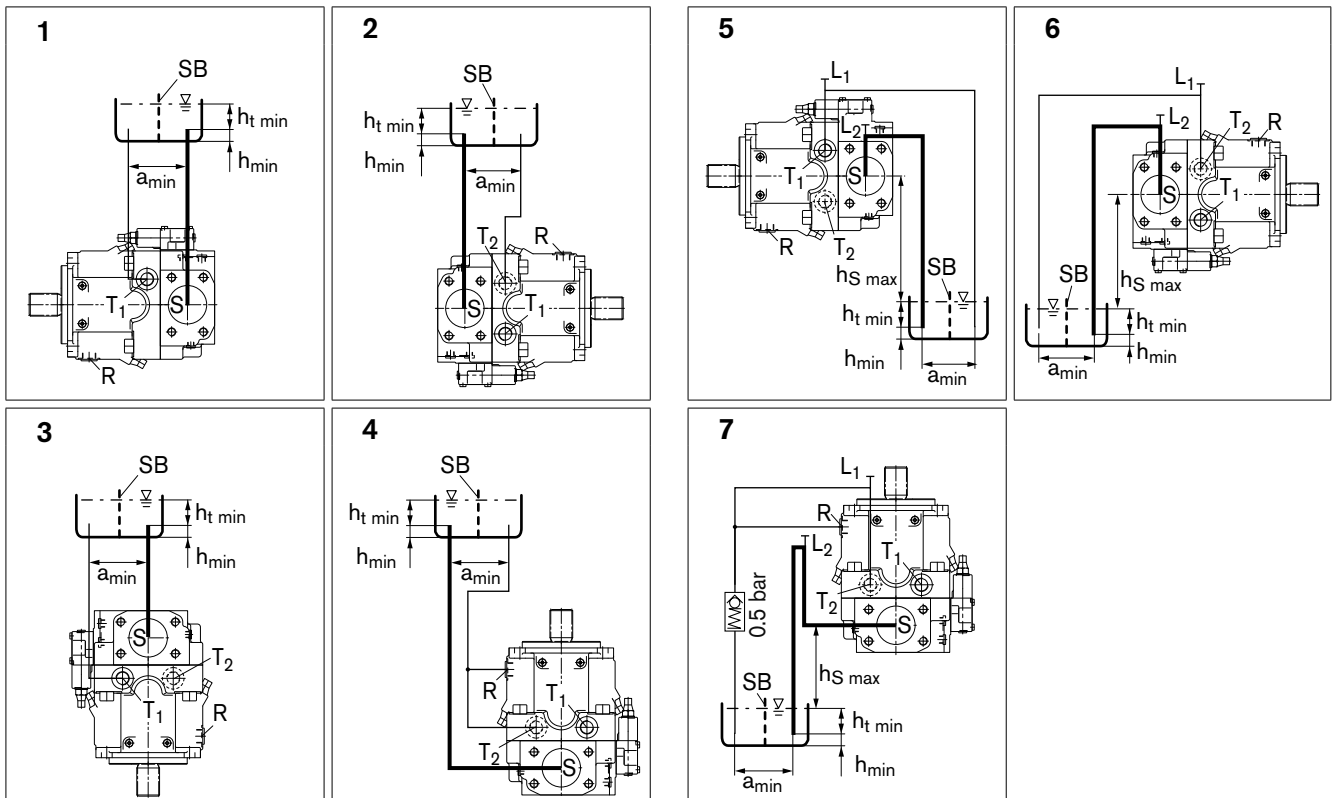 1
SB
h_t min
h_min
a_min
T_1
S
R
2
SB
h_t min
h_min
a_min
T_2
R
S
T_1
5
L_1
L_2
T_1
S
R
T_2
h_S max
SB
h_t min
h_min
a_min
6
L_1
L_2
T_2
R
S
T_1
h_S max
SB
h_t min
h_min
a_min
3
SB
h_t min
h_min
a_min
S
T_2
T_1
R
4
SB
h_t min
h_min
a_min
R
T_1
T_2
S
7
L_1
R
L_2
T_1
0.5 bar
T_2
S
h_S max
SB
h_t min
h_min
a_min